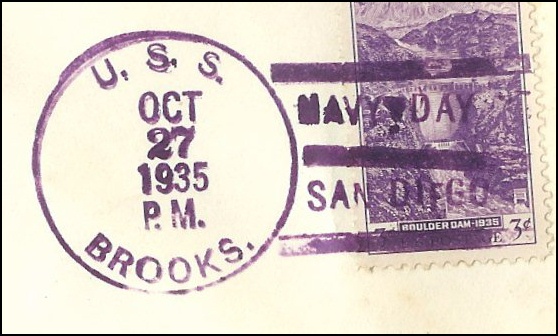 U. S. S.
OCT
27
1935
P.M.
BROOKS.
NAVY DAY
SAN DIEGO
BOULDER DAM-1935
3¢